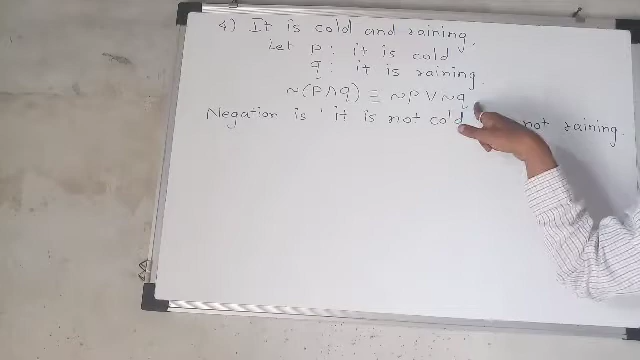 4) It is cold and raining.
Let p: it is cold
q: it is raining
~(p∧q) ≡ ~p∨~q
Negation is 'it is not cold not raining.